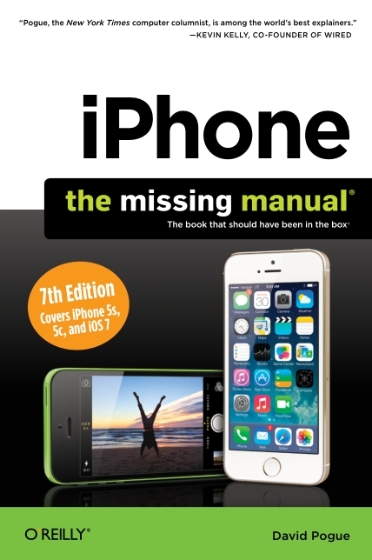 “Pogue, the New York Times computer columnist, is among the world’s best explainers.”
—KEVIN KELLY, CO-FOUNDER OF WIRED
iPhone
the missing manual®
The book that should have been in the box®
7th Edition
Covers iPhone 5s,
5c, and iOS 7
O REILLY®
David Pogue